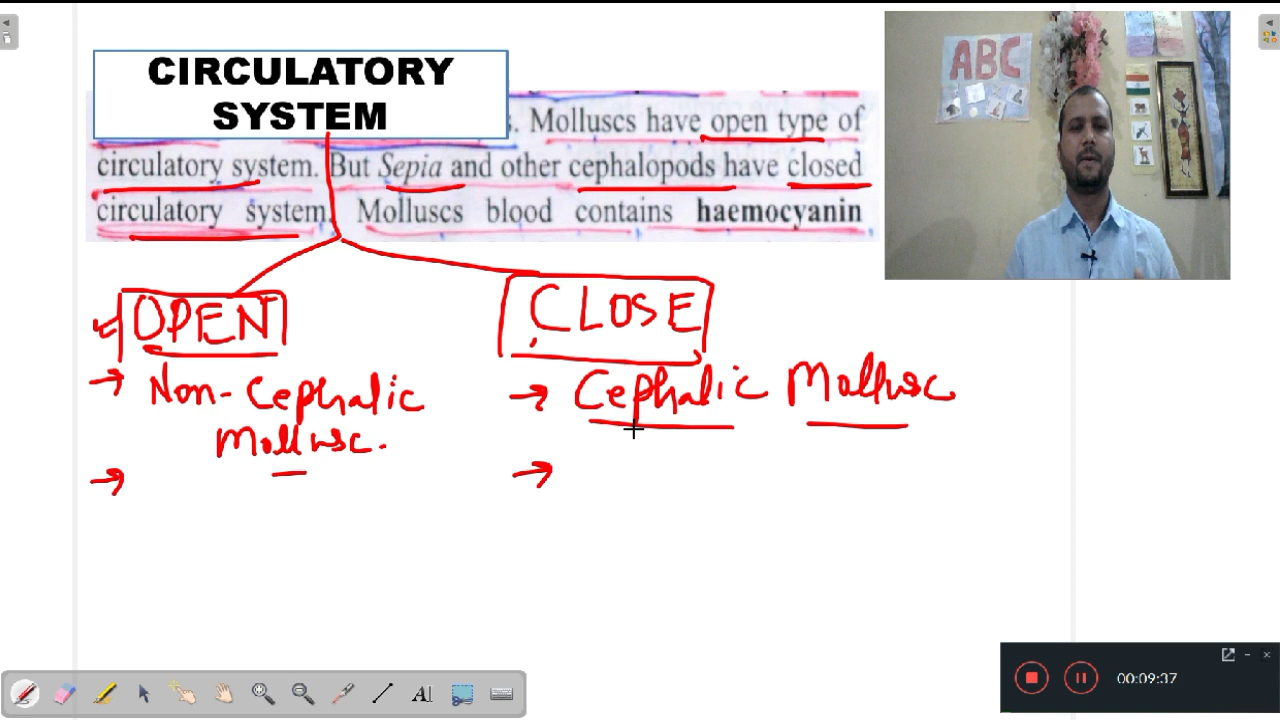 CIRCULATORY
SYSTEM
ABC
s. Molluscs have open type of
circulatory system. But Sepia and other cephalopods have closed
circulatory system. Molluscs blood contains haemocyanin
OPEN
CLOSE
→ Non-Cephalic
Mollusc.
→ Cephalic Mollusc
→
→
A
00:09:37